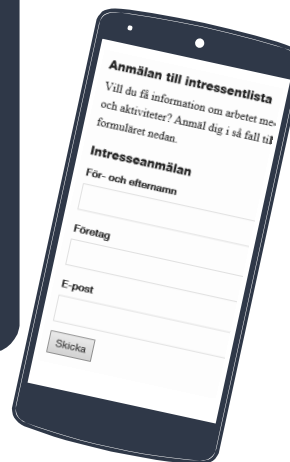 Anmälan till intressentlista
Vill du få information om arbetet me
och aktiviteter? Anmäl dig i så fall til
formuläret nedan.
Intresseanmälan
För- och efternamn
Företag
E-post
Skicka